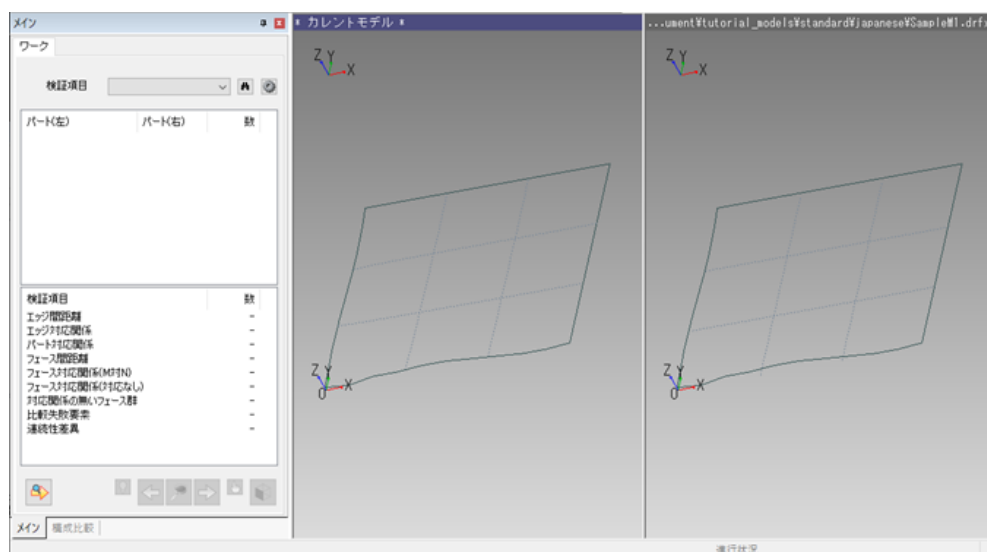 メイン
ワーク
検証項目
パート(左) パート(右) 数
検証項目 数
エッジ間距離 -
エッジ対応関係 -
パート対応関係 -
フェース間距離 -
フェース対応関係(M対N) -
フェース対応関係(対応なし) -
対応関係の無いフェース群 -
比較失敗要素 -
連続性差異 -
メイン 構成比較
* カレントモデル *
Z Y X
Z Y X
O
...ument¥tutorial_models¥standard¥japanese¥Sample¥1.drfx
Z Y X
Z Y X
O
進行状況